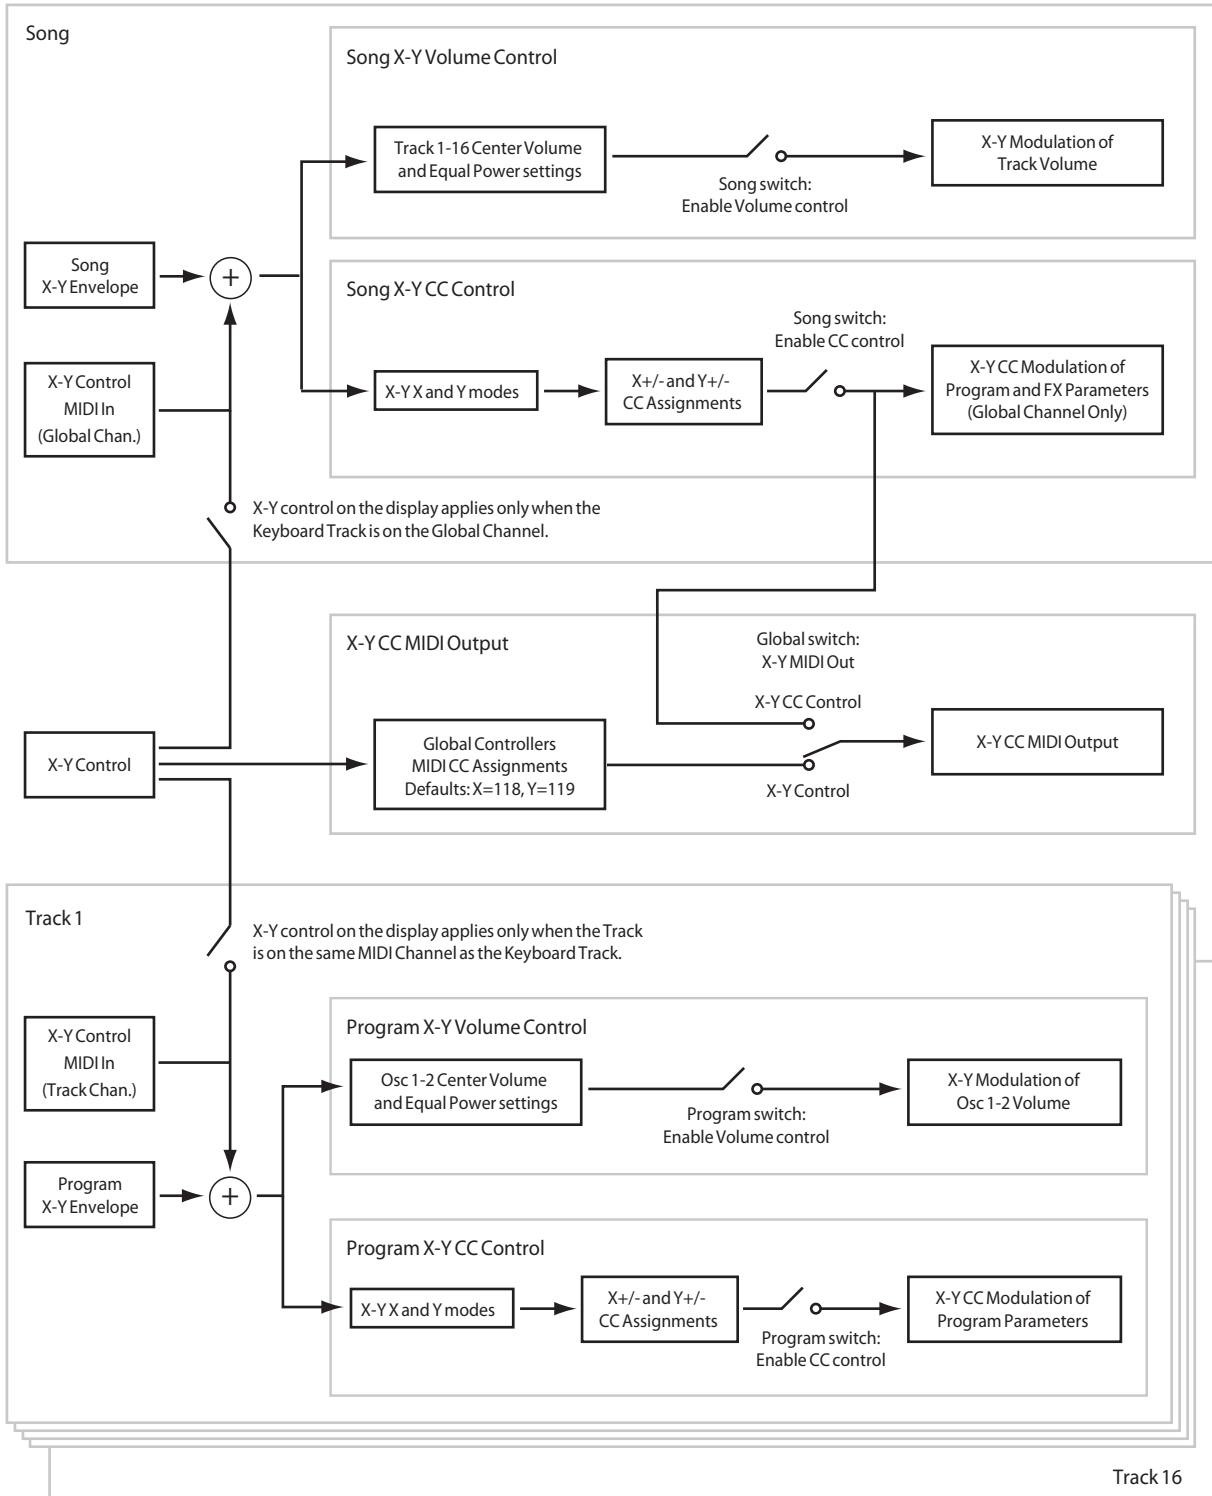 Song
Song X-Y Volume Control
Track 1-16 Center Volume
and Equal Power settings
Song switch:
Enable Volume control
X-Y Modulation of
Track Volume
Song
X-Y Envelope
+
X-Y Control
MIDI In
(Global Chan.)
Song X-Y CC Control
X-Y X and Y modes
X+/- and Y+/-
CC Assignments
Song switch:
Enable CC control
X-Y CC Modulation of
Program and FX Parameters
(Global Channel Only)
X-Y control on the display applies only when the
Keyboard Track is on the Global Channel.
X-Y CC MIDI Output
Global switch:
X-Y MIDI Out
X-Y CC Control
X-Y Control
Global Controllers
MIDI CC Assignments
Defaults: X=118, Y=119
X-Y Control
X-Y CC MIDI Output
Track 1
X-Y control on the display applies only when the Track
is on the same MIDI Channel as the Keyboard Track.
X-Y Control
MIDI In
(Track Chan.)
Program
X-Y Envelope
+
Program X-Y Volume Control
Osc 1-2 Center Volume
and Equal Power settings
Program switch:
Enable Volume control
X-Y Modulation of
Osc 1-2 Volume
Program X-Y CC Control
X-Y X and Y modes
X+/- and Y+/-
CC Assignments
Program switch:
Enable CC control
X-Y CC Modulation of
Program Parameters
Track 16